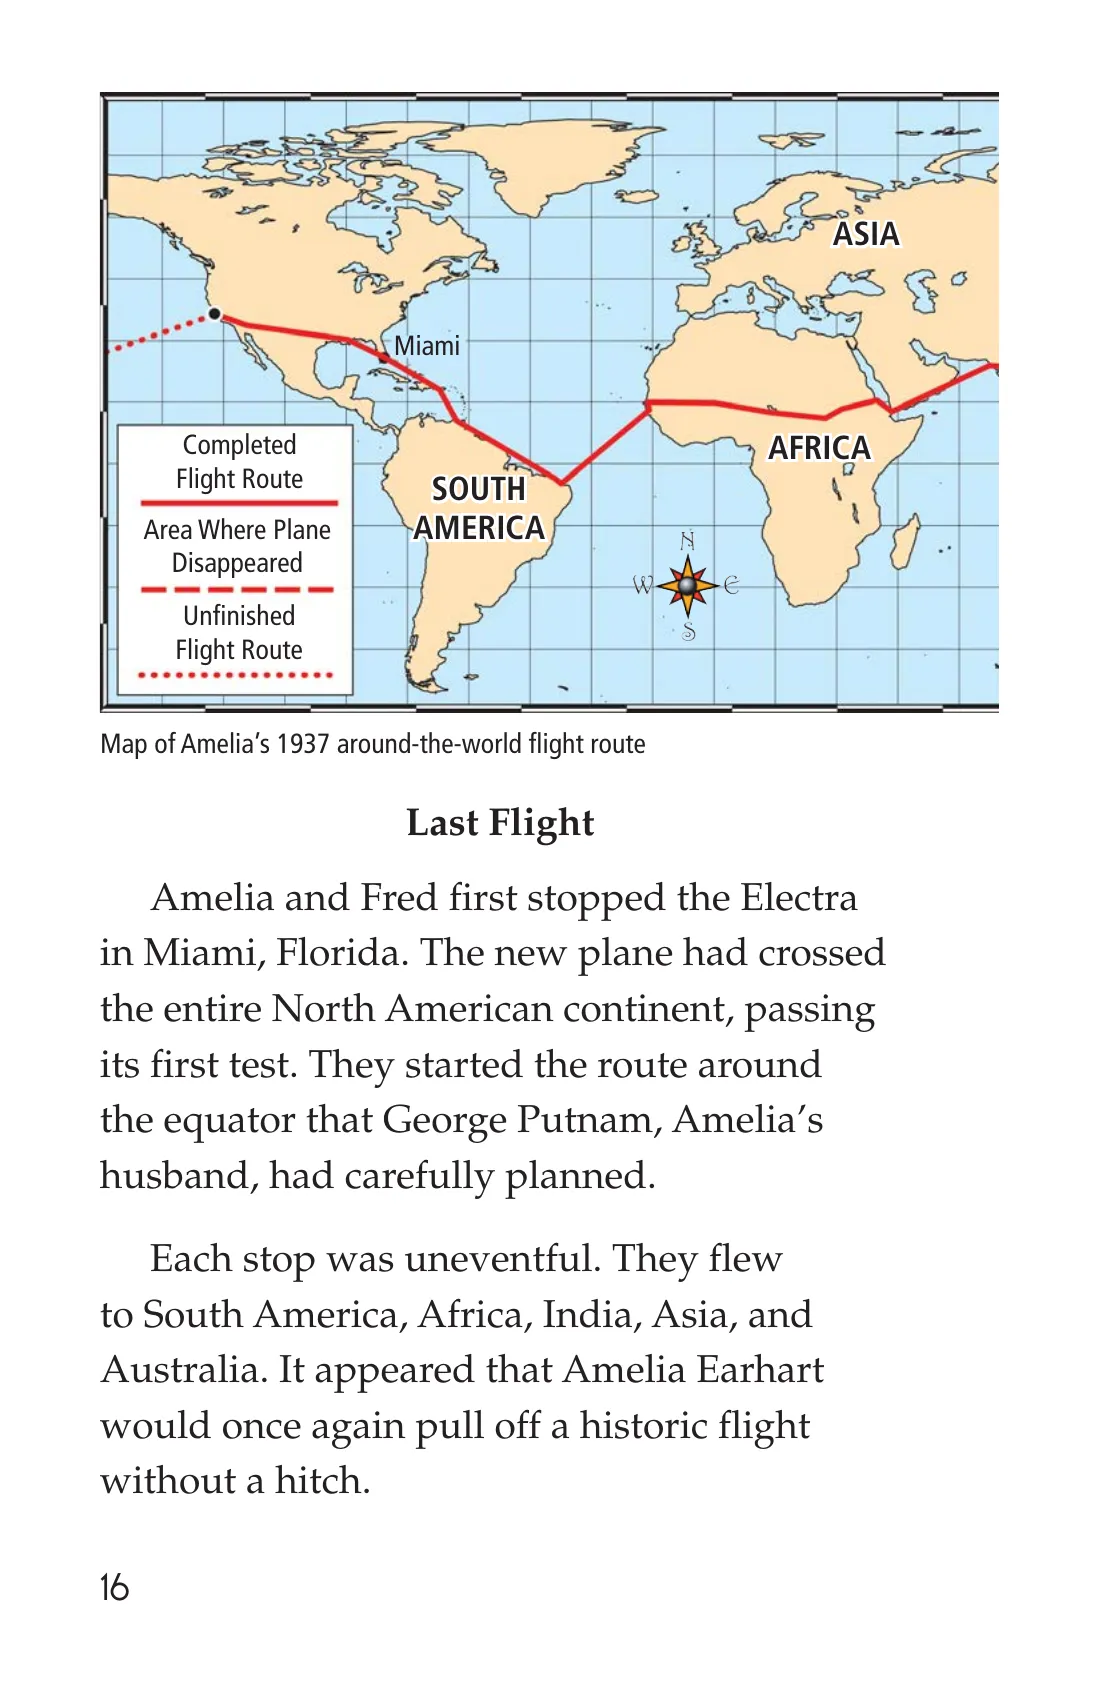 ASIA
Miami
AFRICA
SOUTH
AMERICA
Completed
Flight Route
Area Where Plane
Disappeared
Unfinished
Flight Route
N
W
E
S
Map of Amelia’s 1937 around-the-world flight route
Last Flight
Amelia and Fred first stopped the Electra
in Miami, Florida. The new plane had crossed
the entire North American continent, passing
its first test. They started the route around
the equator that George Putnam, Amelia’s
husband, had carefully planned.
Each stop was uneventful. They flew
to South America, Africa, India, Asia, and
Australia. It appeared that Amelia Earhart
would once again pull off a historic flight
without a hitch.
16